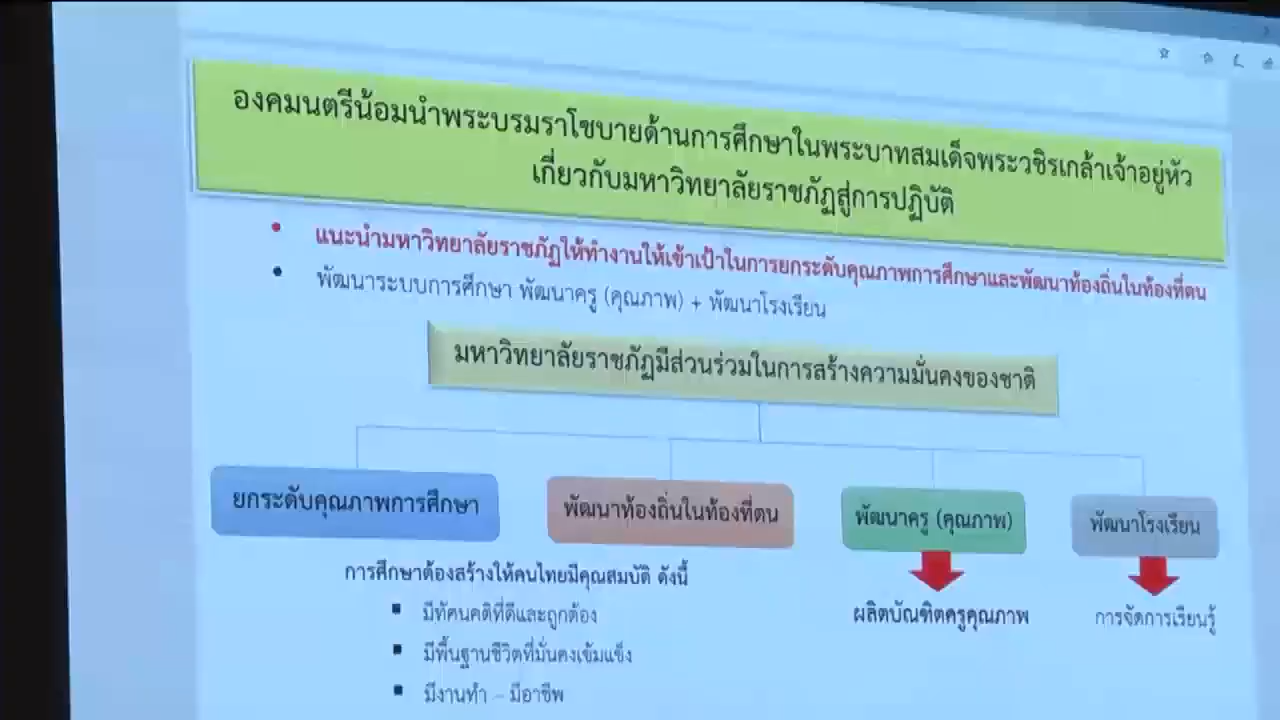 องคมนตรีน้อมนำพระบรมราโชบายด้านการศึกษาในพระบาทสมเด็จพระวชิรเกล้าเจ้าอยู่หัว
เกี่ยวกับมหาวิทยาลัยราชภัฏสู่การปฏิบัติ
• แนะนำมหาวิทยาลัยราชภัฏให้ทำงานให้เข้าเป้าในการยกระดับคุณภาพการศึกษาและพัฒนาท้องถิ่นในท้องที่ตน
• พัฒนาระบบการศึกษา พัฒนาครู (คุณภาพ) + พัฒนาโรงเรียน
มหาวิทยาลัยราชภัฏมีส่วนร่วมในการสร้างความมั่นคงของชาติ
ยกระดับคุณภาพการศึกษา
พัฒนาท้องถิ่นในท้องที่ตน
พัฒนาครู (คุณภาพ)
พัฒนาโรงเรียน
การศึกษาต้องสร้างให้คนไทยมีคุณสมบัติ ดังนี้
▪ มีทัศนคติที่ดีและถูกต้อง
▪ มีพื้นฐานชีวิตที่มั่นคงเข้มแข็ง
▪ มีงานทำ – มีอาชีพ
ผลิตบัณฑิตครูคุณภาพ
การจัดการเรียนรู้